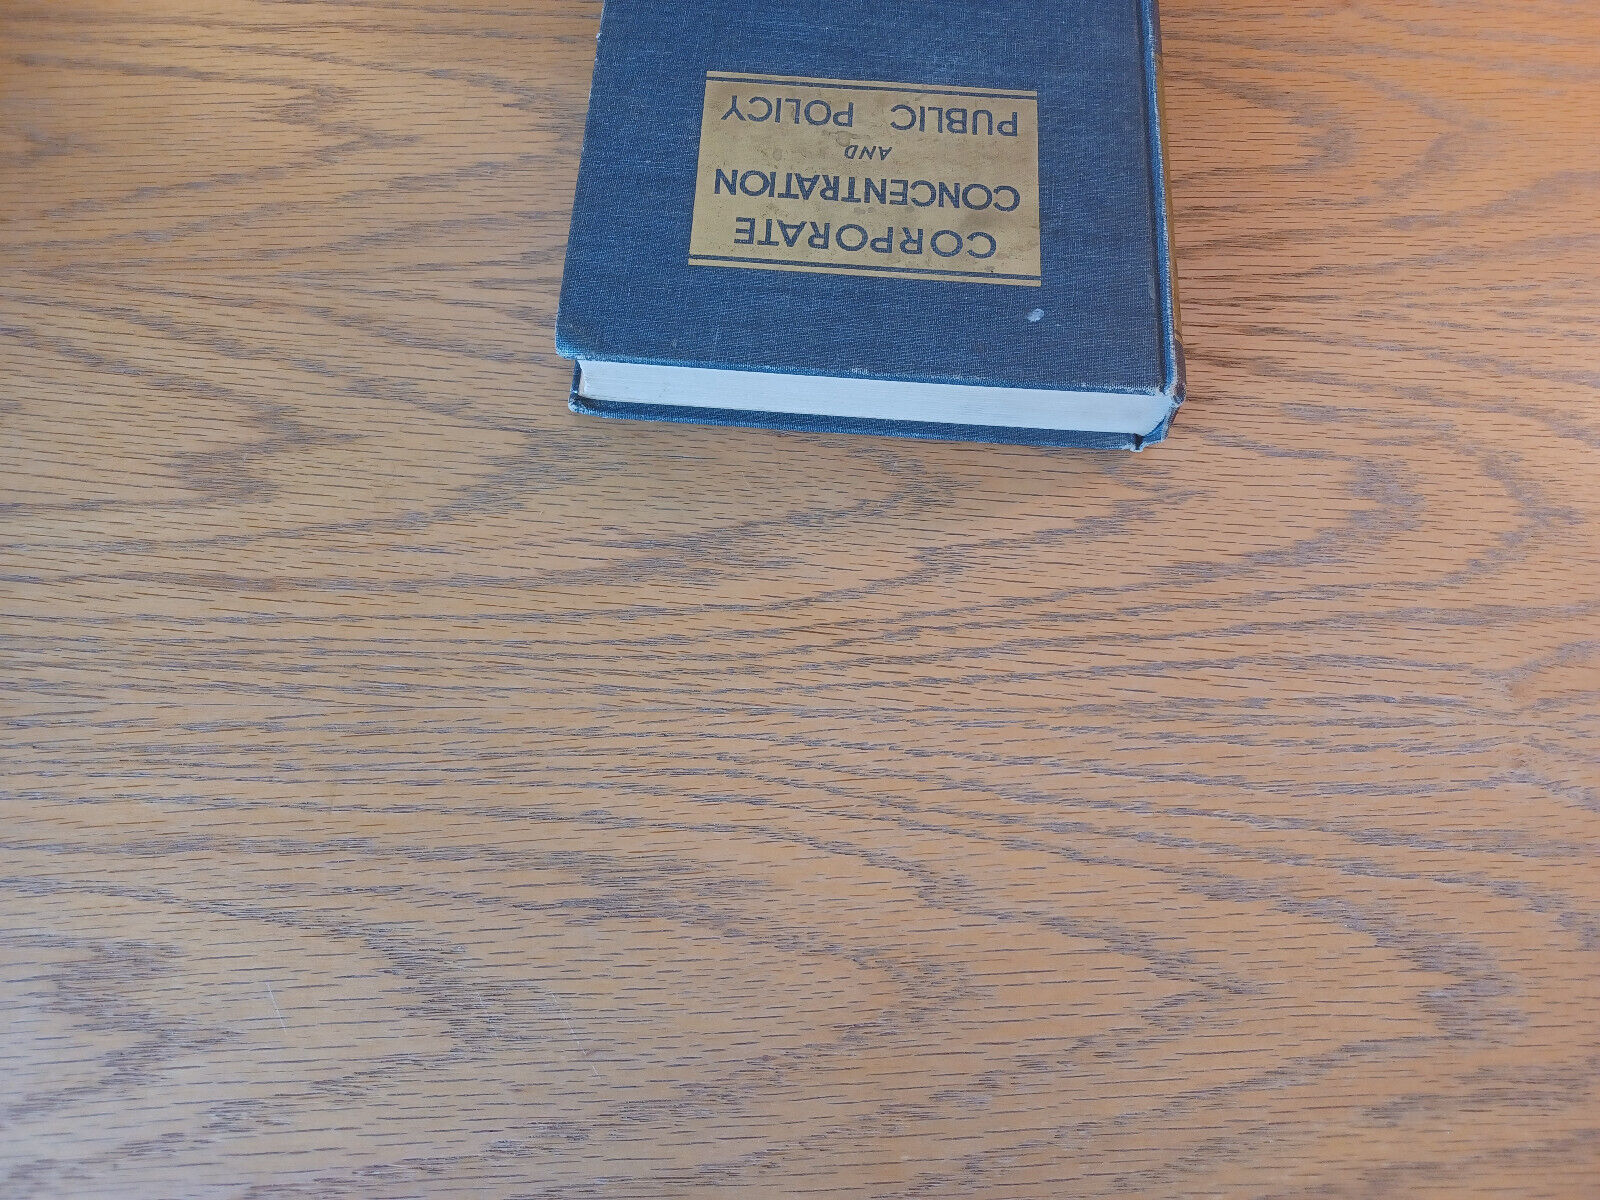 CORPORATE
CONCENTRATION
AND
PUBLIC POLICY